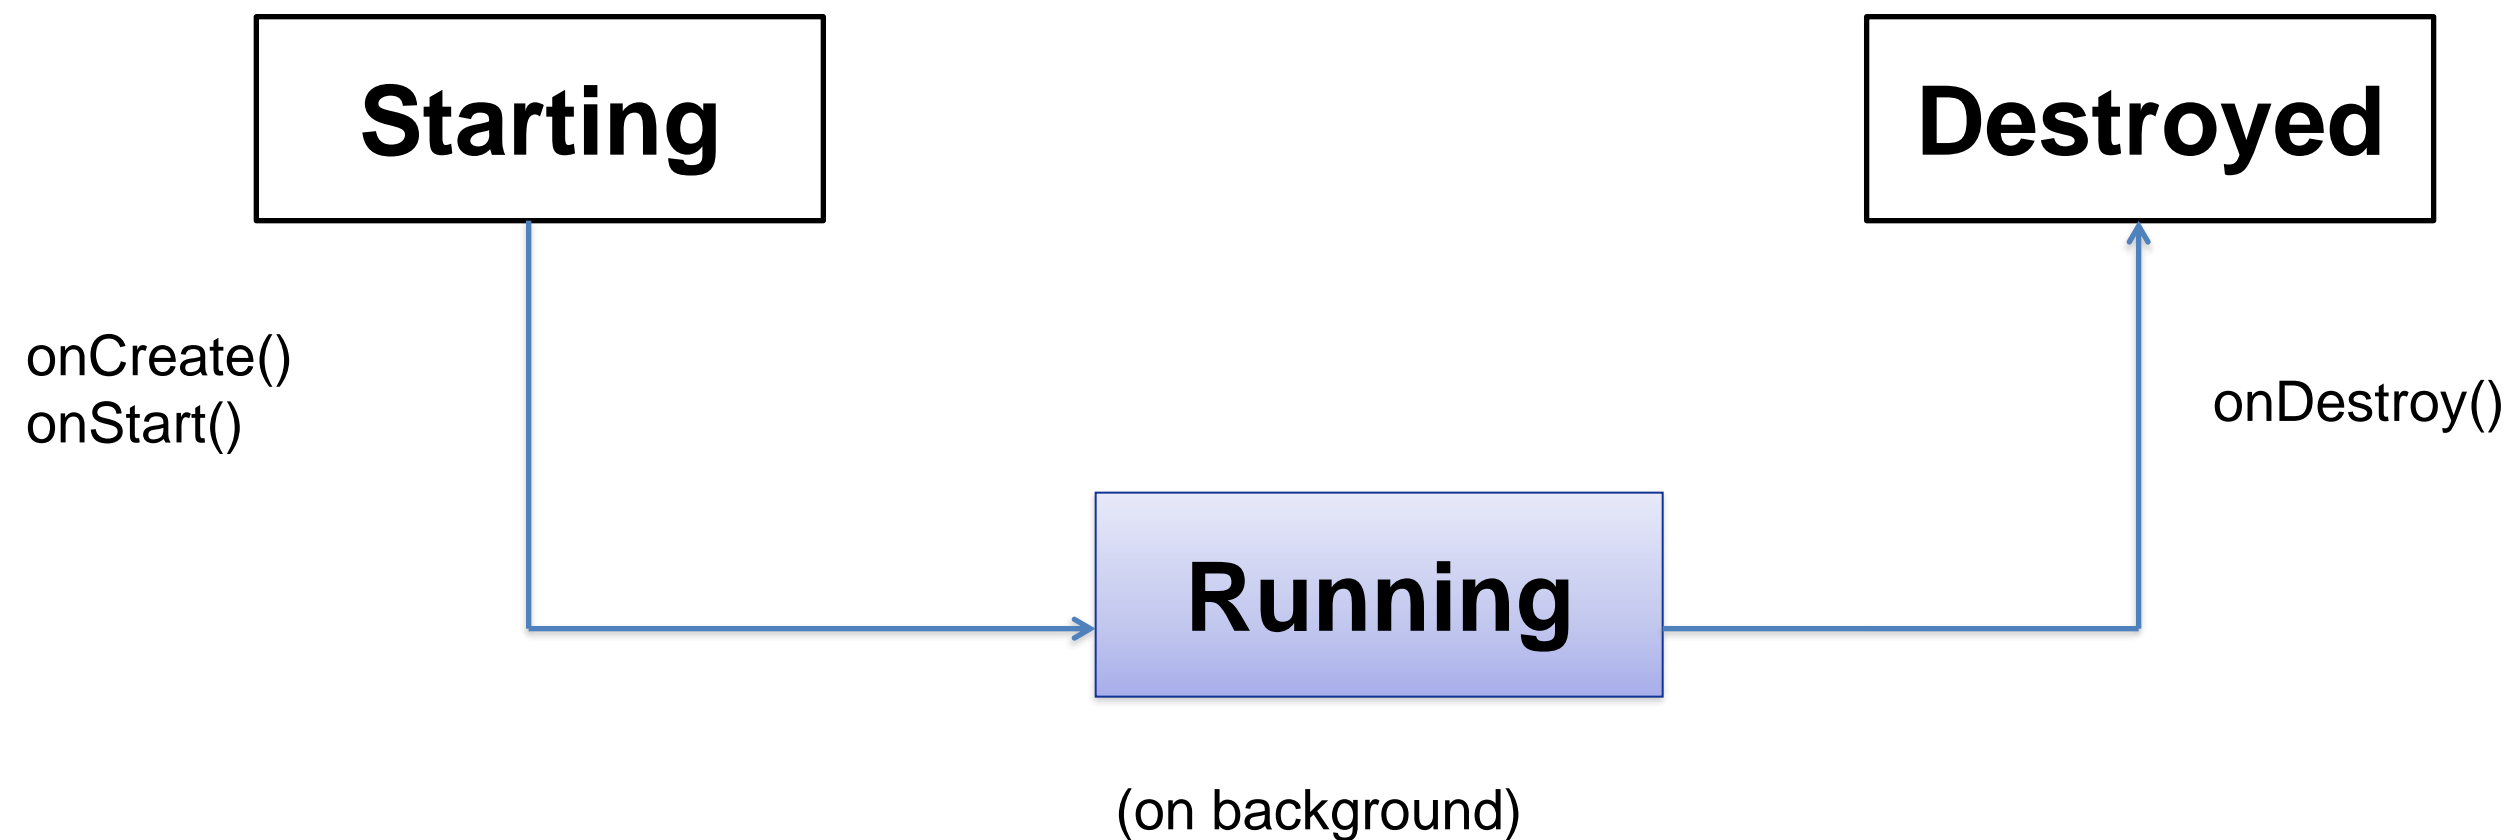 Starting
Destroyed
onCreate()
onStart()
onDestroy()
Running
(on background)